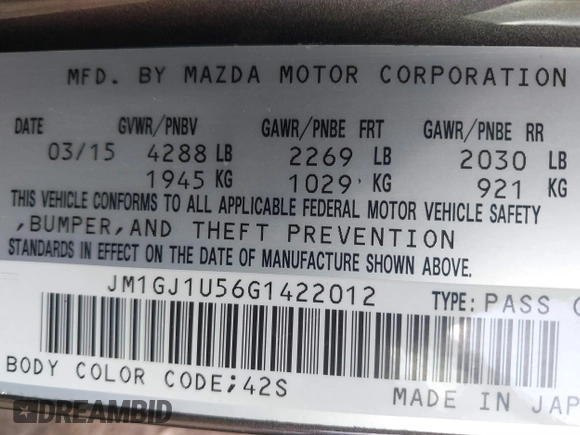 MFD. BY MAZDA MOTOR CORPORATION
DATE GVWR/PNBV GAWR/PNBE FRT GAWR/PNBE RR
03/15 4288 LB 2269 LB 2030 LB
1945 KG 1029 KG 921 KG
THIS VEHICLE CONFORMS TO ALL APPLICABLE FEDERAL MOTOR VEHICLE SAFETY
,BUMPER,AND THEFT PREVENTION
STANDARDS IN EFFECT ON THE DATE OF MANUFACTURE SHOWN ABOVE.
JM1GJ1U56G1422012 TYPE: PASS
BODY COLOR CODE;42S MADE IN JAP
DREAMBID